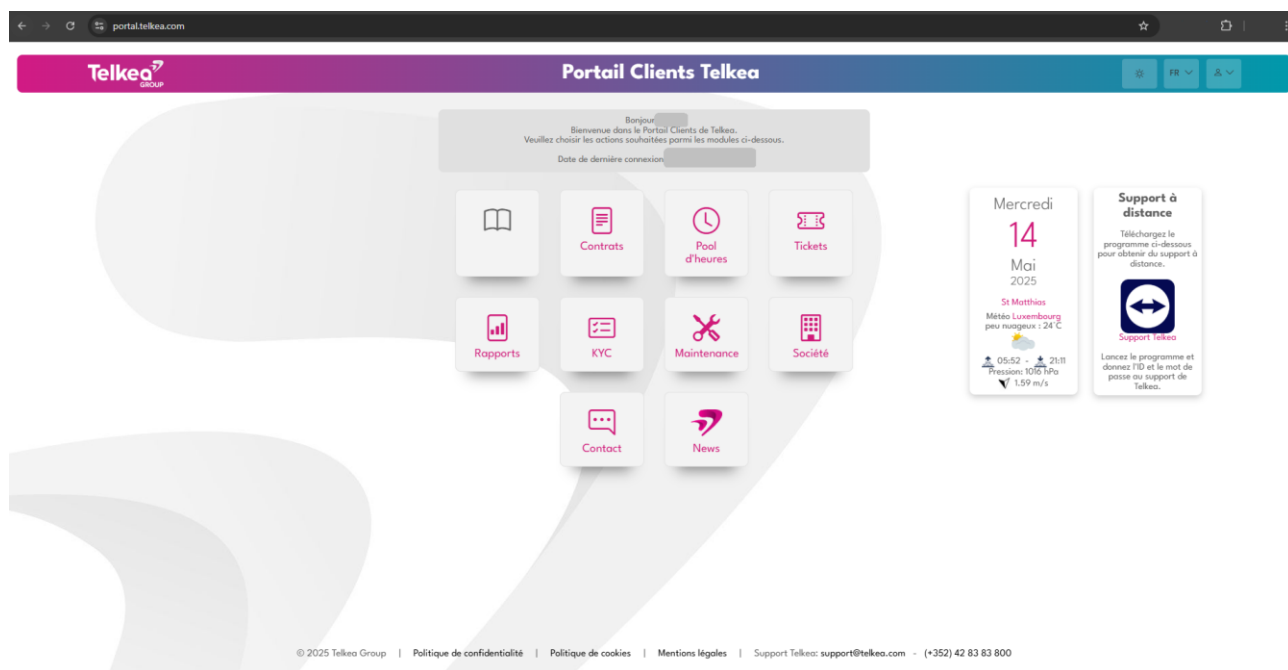 portal.telkea.com
Telkea
GROUP
Portail Clients Telkea
FR
Bonjour
Bienvenue dans le Portail Clients de Telkea.
Veuillez choisir les actions souhaitées parmi les modules ci-dessous.
Date de dernière connexion
Contrats
Pool
d'heures
Tickets
Rapports
KYC
Maintenance
Société
Contact
News
Mercredi
14
Mai
2025
St Matthias
Météo Luxembourg
peu nuageux : 24°C
05:52 - 21:11
Pression: 1016 hPa
1.59 m/s
Support à
distance
Téléchargez le
programme ci-dessous
pour obtenir du support à
distance.
Support Telkea
Lancez le programme et
donnez l'ID et le mot de
passe au support de
Telkea.
© 2025 Telkea Group | Politique de confidentialité | Politique de cookies | Mentions légales | Support Telkea: support@telkea.com - (+352) 42 83 83 800